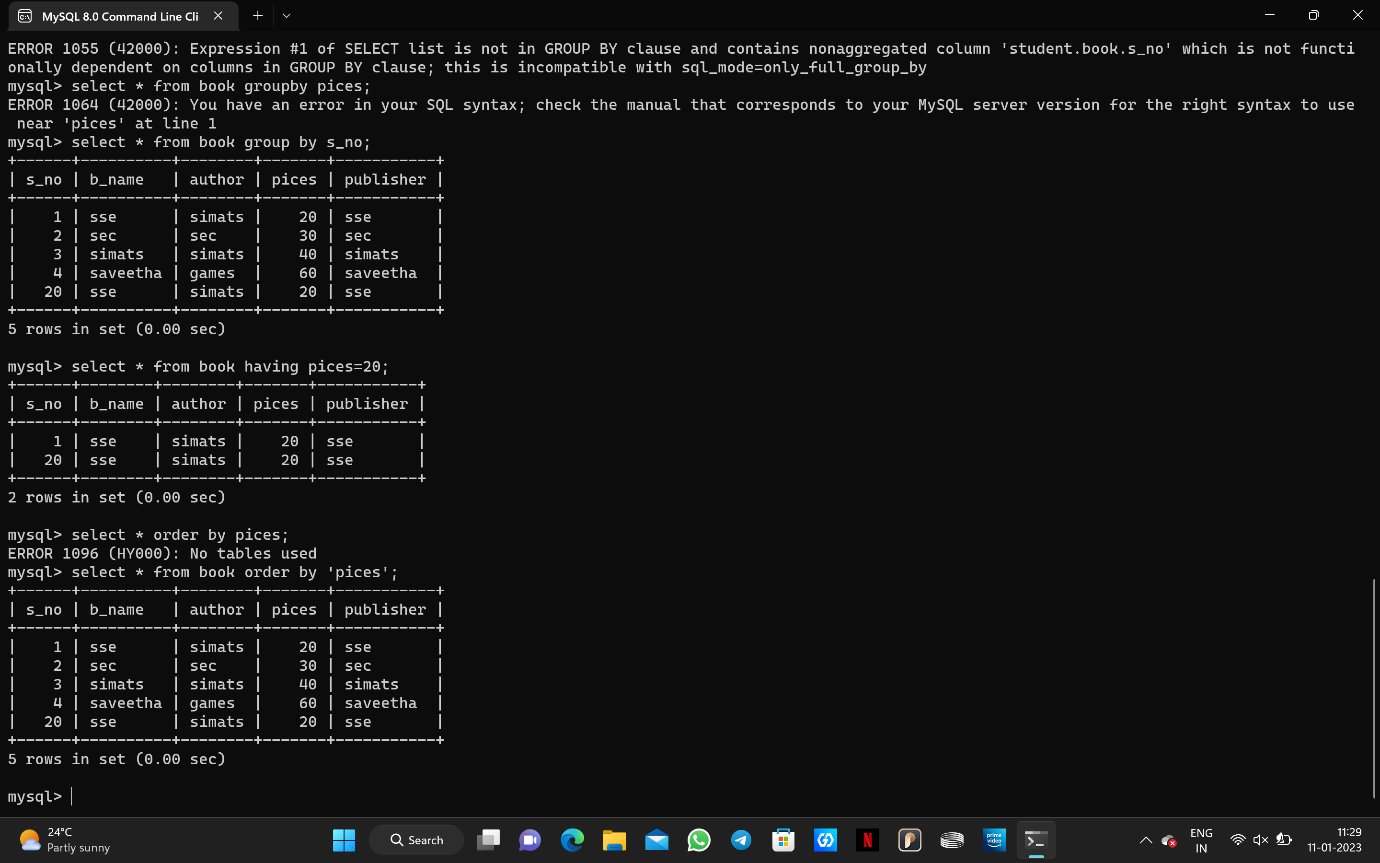 MySQL 8.0 Command Line Cli
ERROR 1055 (42000): Expression #1 of SELECT list is not in GROUP BY clause and contains nonaggregated column 'student.book.s_no' which is not functi
onally dependent on columns in GROUP BY clause; this is incompatible with sql_mode=only_full_group_by
mysql> select * from book groupby pices;
ERROR 1064 (42000): You have an error in your SQL syntax; check the manual that corresponds to your MySQL server version for the right syntax to use
 near 'pices' at line 1
mysql> select * from book group by s_no;
+------+----------+--------+-------+-----------+
| s_no | b_name   | author | pices | publisher |
+------+----------+--------+-------+-----------+
|    1 | sse      | simats |    20 | sse       |
|    2 | sec      | sec    |    30 | sec       |
|    3 | simats   | simats |    40 | simats    |
|    4 | saveetha | games  |    60 | saveetha  |
|   20 | sse      | simats |    20 | sse       |
+------+----------+--------+-------+-----------+
5 rows in set (0.00 sec)
mysql> select * from book having pices=20;
+------+--------+--------+-------+-----------+
| s_no | b_name | author | pices | publisher |
+------+--------+--------+-------+-----------+
|    1 | sse    | simats |    20 | sse       |
|   20 | sse    | simats |    20 | sse       |
+------+--------+--------+-------+-----------+
2 rows in set (0.00 sec)
mysql> select * order by pices;
ERROR 1096 (HY000): No tables used
mysql> select * from book order by 'pices';
+------+----------+--------+-------+-----------+
| s_no | b_name   | author | pices | publisher |
+------+----------+--------+-------+-----------+
|    1 | sse      | simats |    20 | sse       |
|    2 | sec      | sec    |    30 | sec       |
|    3 | simats   | simats |    40 | simats    |
|    4 | saveetha | games  |    60 | saveetha  |
|   20 | sse      | simats |    20 | sse       |
+------+----------+--------+-------+-----------+
5 rows in set (0.00 sec)
mysql>
24°C
Partly sunny
Search
N
prime video
ENG
IN
11:29
11-01-2023